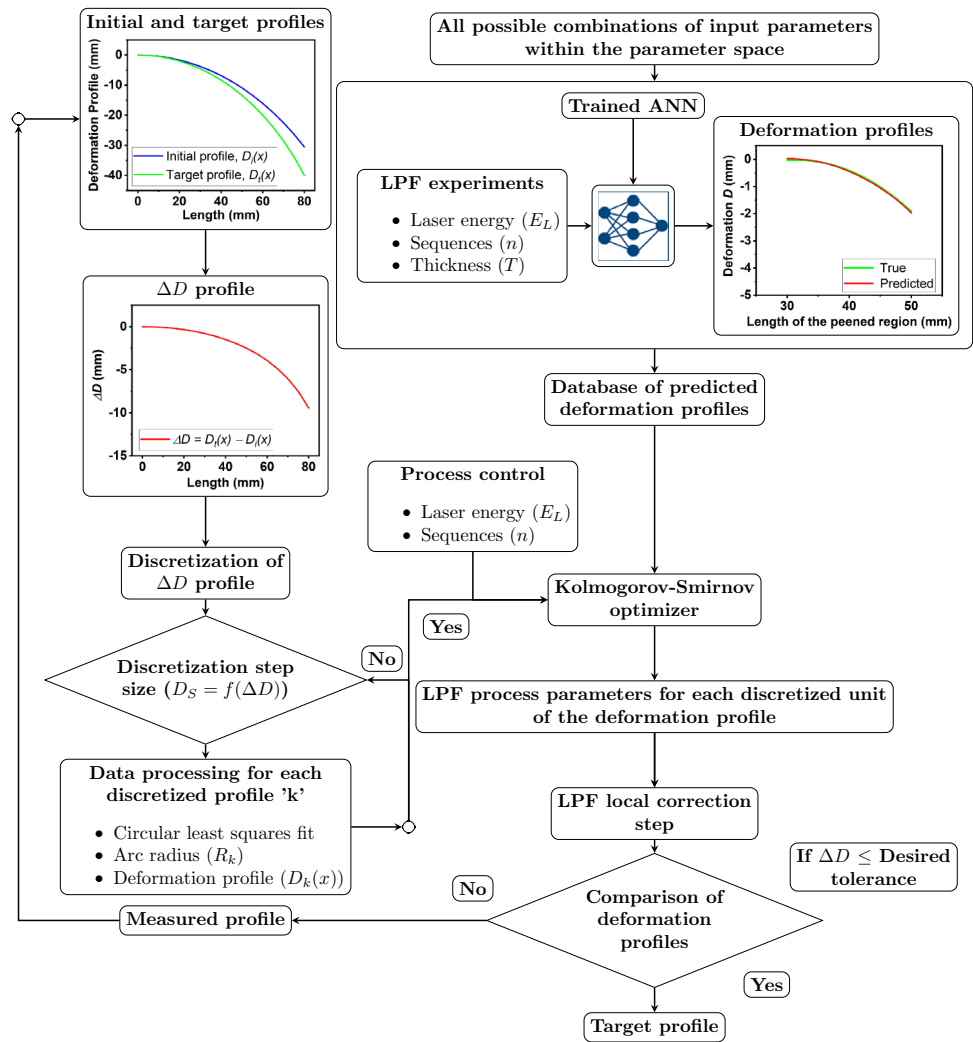 Initial and target profiles
Deformation Profile (mm)
0
-10
-20
-30
-40
Initial profile, Di(x)
Target profile, Dt(x)
0 20 40 60 80
Length (mm)
ΔD profile
ΔD (mm)
0
-5
-10
-15
ΔD = Dt(x) – Di(x)
0 20 40 60 80
Length (mm)
Discretization of
ΔD profile
Discretization step
size (D_S = f(ΔD))
No
Yes
Data processing for each
discretized profile 'k'
• Circular least squares fit
• Arc radius (R_k)
• Deformation profile (D_k(x))
Measured profile
All possible combinations of input parameters
within the parameter space
Trained ANN
LPF experiments
• Laser energy (E_L)
• Sequences (n)
• Thickness (T)
Deformation profiles
Deformation D (mm)
0
-1
-2
-3
-4
-5
True
Predicted
30 40 50
Length of the peened region (mm)
Database of predicted
deformation profiles
Process control
• Laser energy (E_L)
• Sequences (n)
Kolmogorov-Smirnov
optimizer
LPF process parameters for each discretized unit
of the deformation profile
LPF local correction
step
If ΔD ≤ Desired
tolerance
Comparison of
deformation
profiles
No
Yes
Target profile